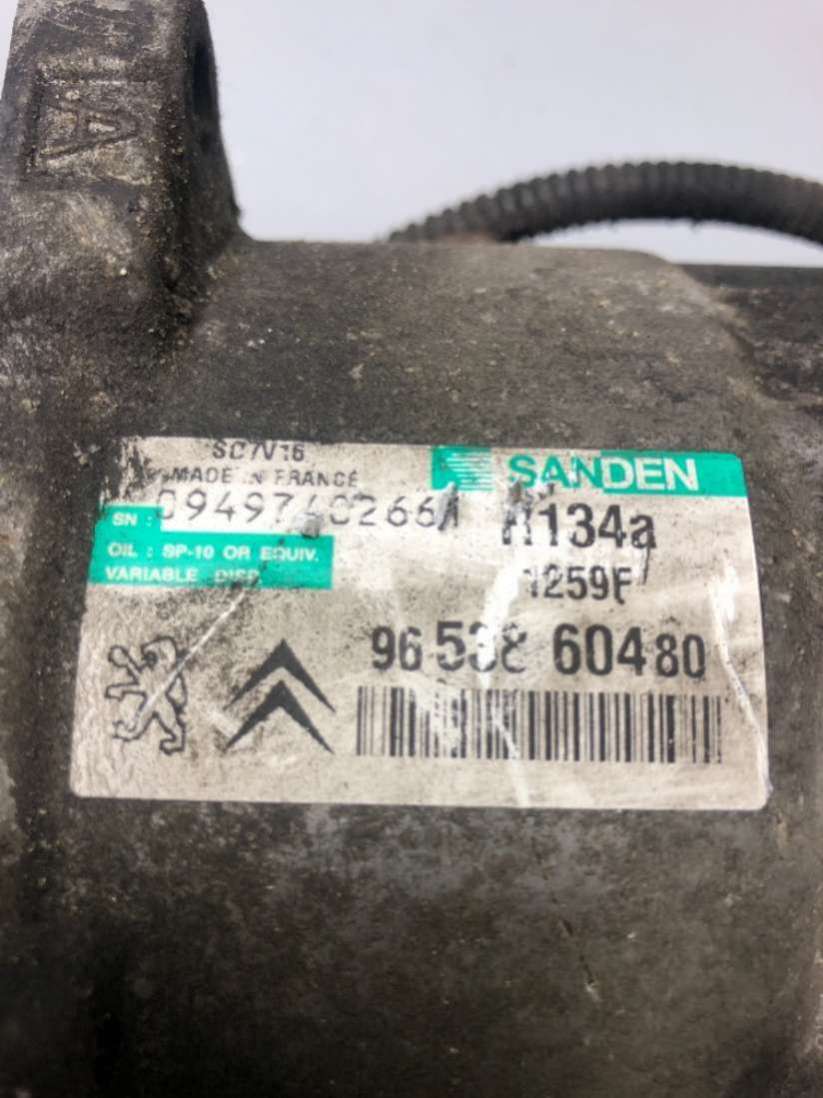 SD7V16
MADE IN FRANCE
SANDEN
SN :
R134a
OIL : SP-10 OR EQUIV.
VARIABLE DISP
1259F
96 538 604 80